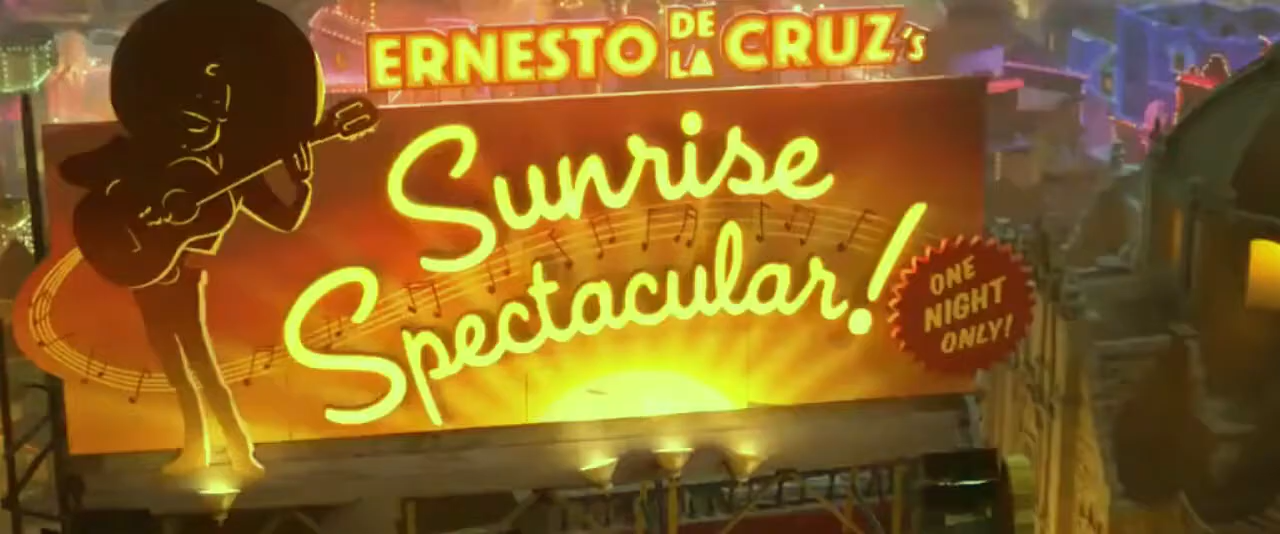 ERNESTO DE LA CRUZ's
Sunrise
Spectacular!
ONE
NIGHT
ONLY!